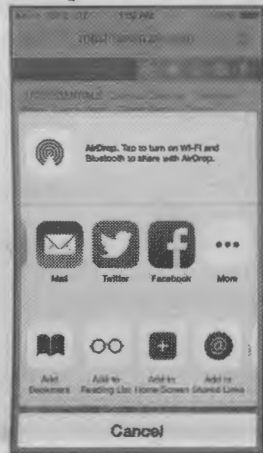 AirDrop. Tap to turn on Wi-Fi and
Bluetooth to share with AirDrop.
Mail Twitter Facebook More
Add Add to Add to Add to
Bookmark Reading List Home Screen Shared Links
Cancel